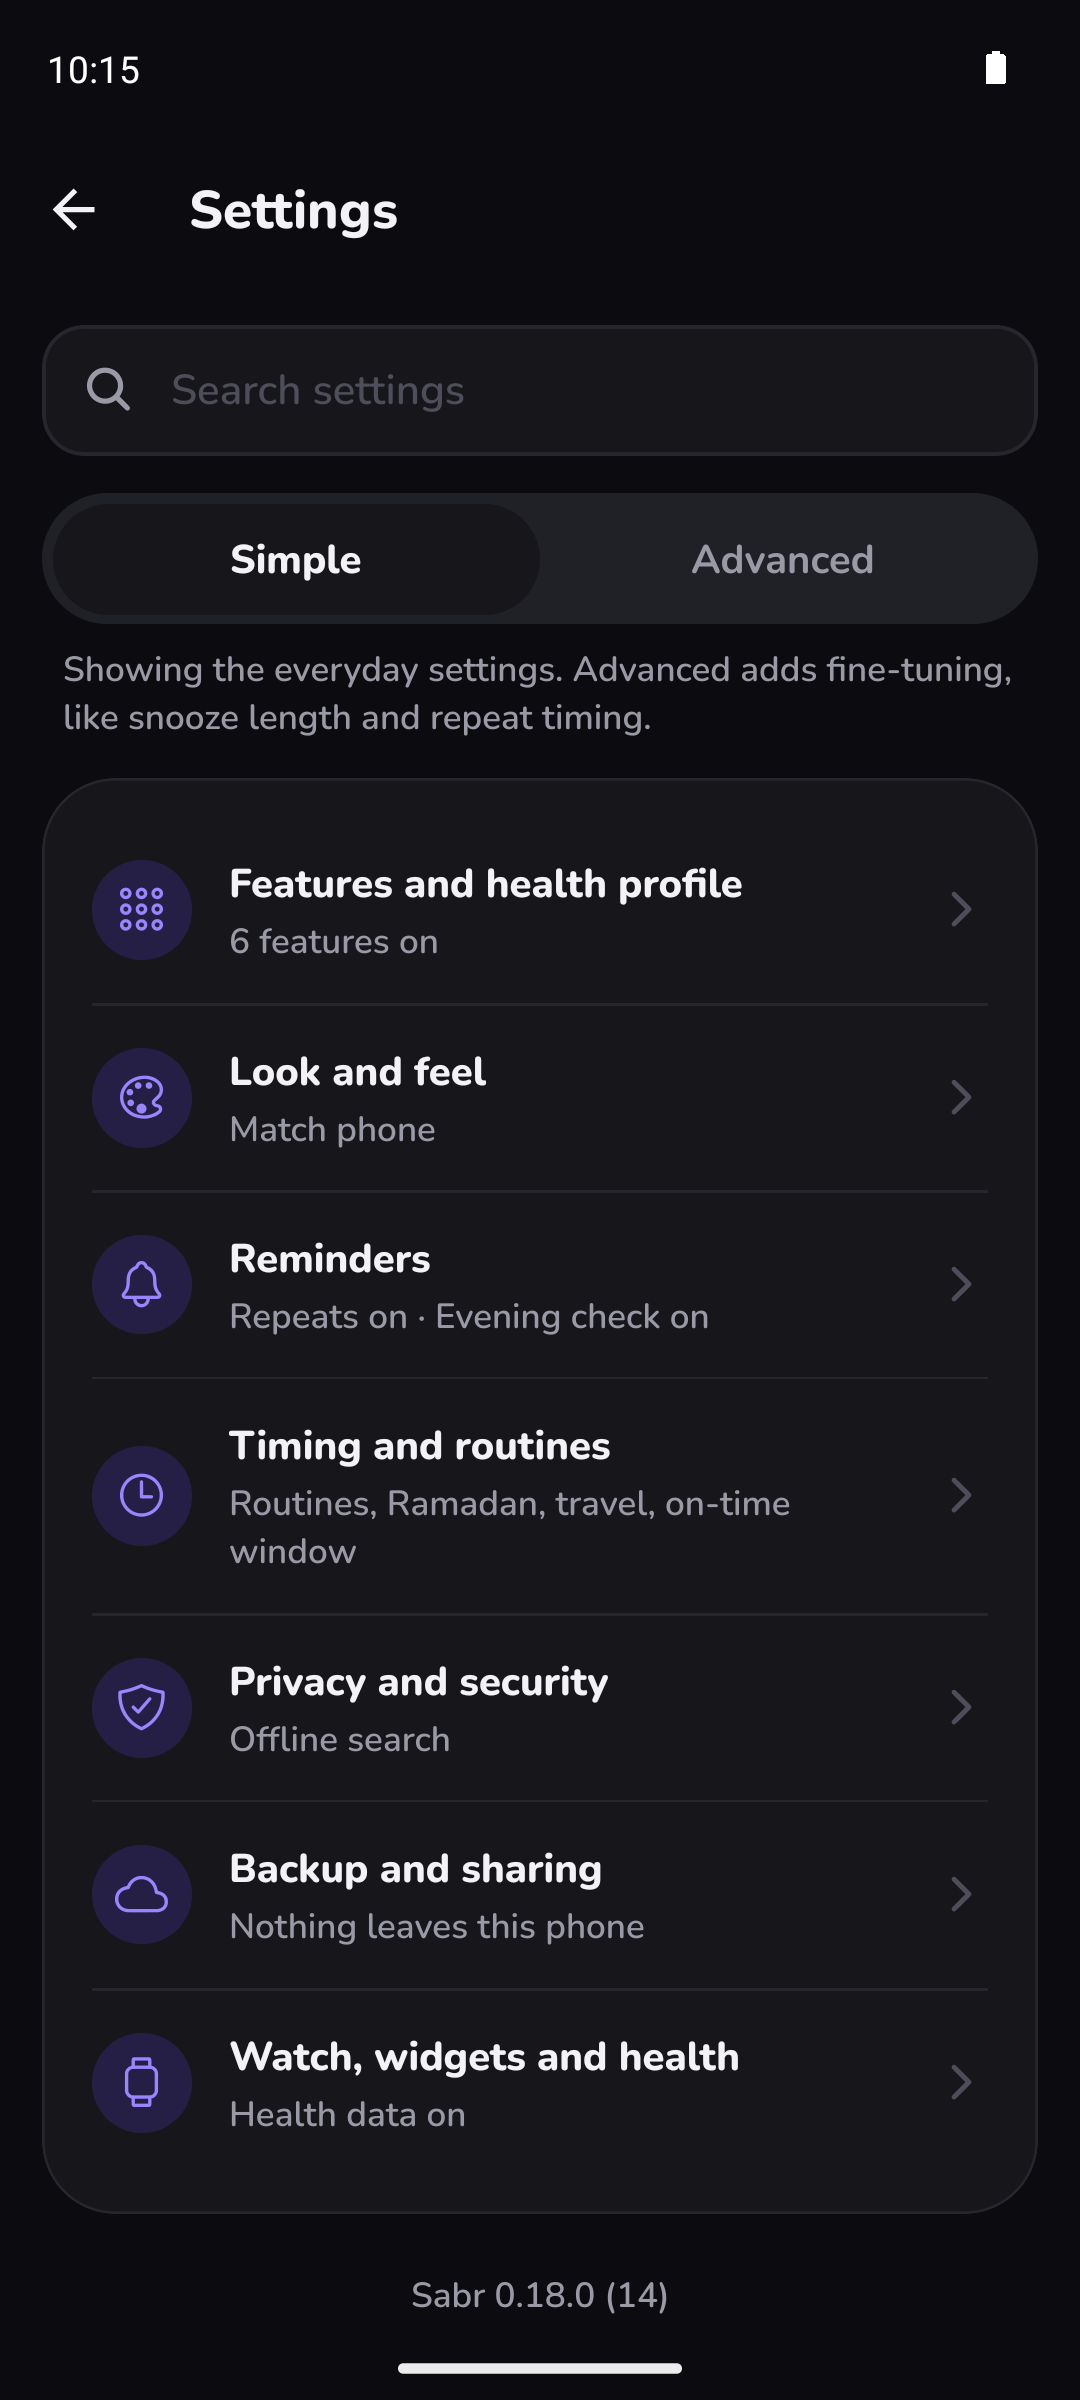 10:15
Settings
Search settings
Simple
Advanced
Showing the everyday settings. Advanced adds fine-tuning,
like snooze length and repeat timing.
Features and health profile
6 features on
Look and feel
Match phone
Reminders
Repeats on · Evening check on
Timing and routines
Routines, Ramadan, travel, on-time
window
Privacy and security
Offline search
Backup and sharing
Nothing leaves this phone
Watch, widgets and health
Health data on
Sabr 0.18.0 (14)